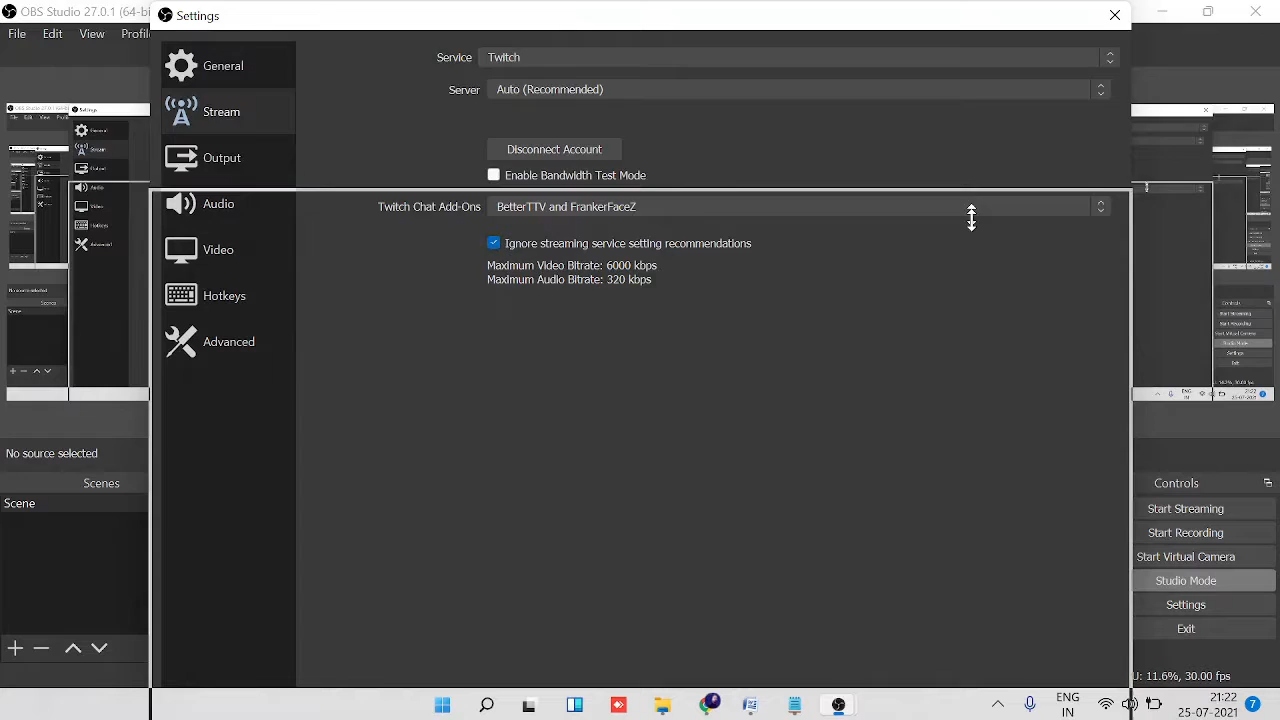 OBS Studio 27.0.1 (64-bi
Settings
File Edit View Profil
General
Stream
Output
Audio
Video
Hotkeys
Advanced
Service Twitch
Server Auto (Recommended)
Disconnect Account
Enable Bandwidth Test Mode
Twitch Chat Add-Ons BetterTTV and FrankerFaceZ
Ignore streaming service setting recommendations
Maximum Video Bitrate: 6000 kbps
Maximum Audio Bitrate: 320 kbps
No source selected
Scenes
Scene
Controls
Start Streaming
Start Recording
Start Virtual Camera
Studio Mode
Settings
Exit
U: 11.6%, 30.00 fps
ENG
IN
21:22
25-07-2021
7